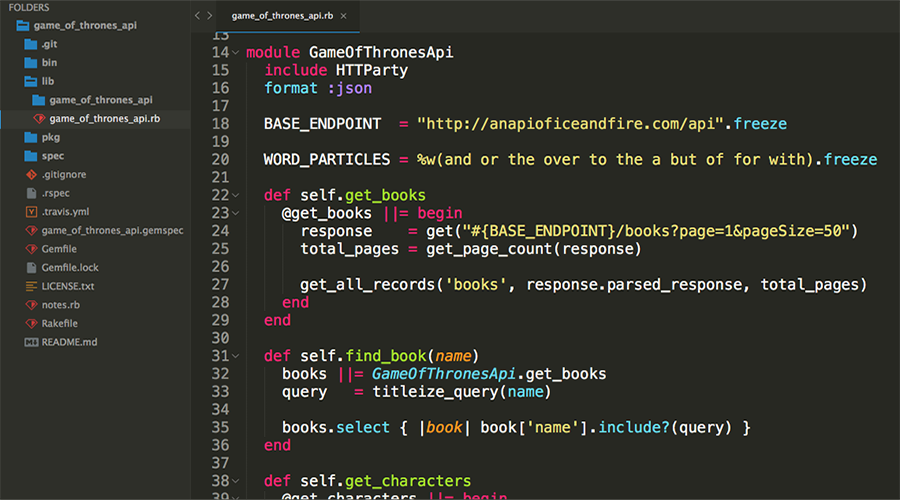 FOLDERS
game_of_thrones_api
.git
bin
lib
game_of_thrones_api
game_of_thrones_api.rb
pkg
spec
.gitignore
.rspec
.travis.yml
game_of_thrones_api.gemspec
Gemfile
Gemfile.lock
LICENSE.txt
notes.rb
Rakefile
README.md
game_of_thrones_api.rb ×
13
14 module GameOfThronesApi
15   include HTTParty
16   format :json
17
18   BASE_ENDPOINT  = "http://anapioficeandfire.com/api".freeze
19
20   WORD_PARTICLES = %w(and or the over to the a but of for with).freeze
21
22   def self.get_books
23     @get_books ||= begin
24       response    = get("#{BASE_ENDPOINT}/books?page=1&pageSize=50")
25       total_pages = get_page_count(response)
26
27       get_all_records('books', response.parsed_response, total_pages)
28     end
29   end
30
31   def self.find_book(name)
32     books ||= GameOfThronesApi.get_books
33     query   = titleize_query(name)
34
35     books.select { |book| book['name'].include?(query) }
36   end
37
38   def self.get_characters
39     @get_characters ||= begin